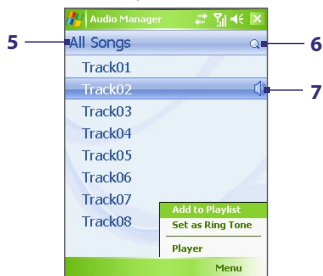 Audio Manager
5
All Songs
6
Track01
Track02
7
Track03
Track04
Track05
Track06
Track07
Track08
Add to Playlist
Set as Ring Tone
Player
Menu